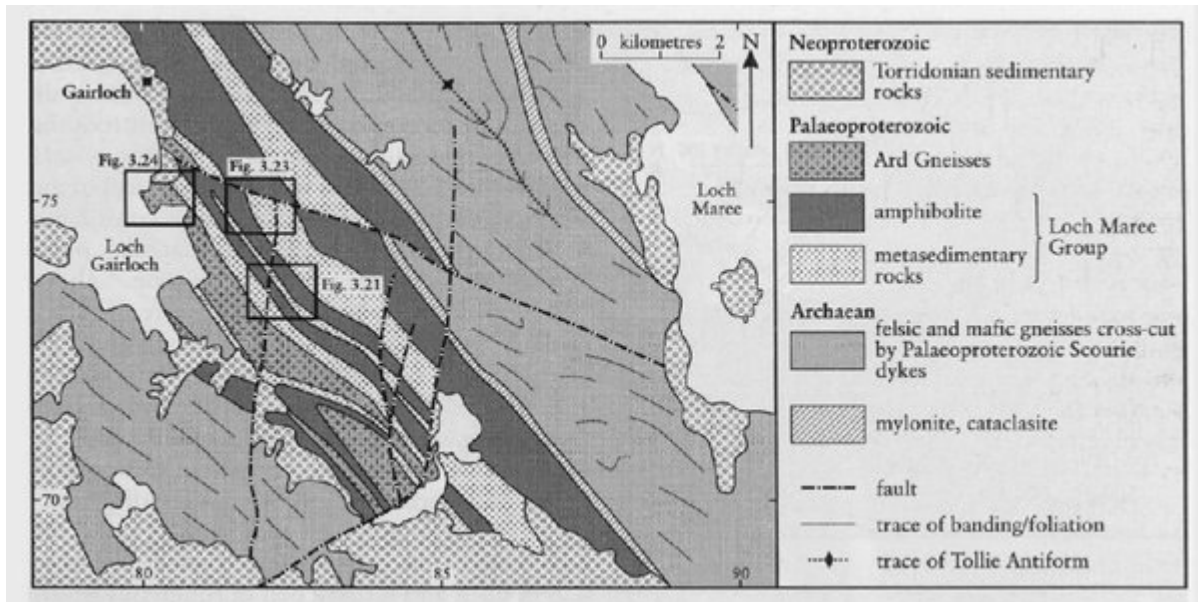 0 kilometres 2
N
Gairloch
Fig. 3.24
Fig. 3.23
75
Loch
Maree
Loch
Gairloch
Fig. 3.21
70
80
85
90
Neoproterozoic
Torridonian sedimentary
rocks
Palaeoproterozoic
Ard Gneisses
amphibolite
Loch Maree
Group
metasedimentary
rocks
Archaean
felsic and mafic gneisses cross-cut
by Palaeoproterozoic Scourie
dykes
mylonite, cataclasite
fault
trace of banding/foliation
trace of Tollie Antiform